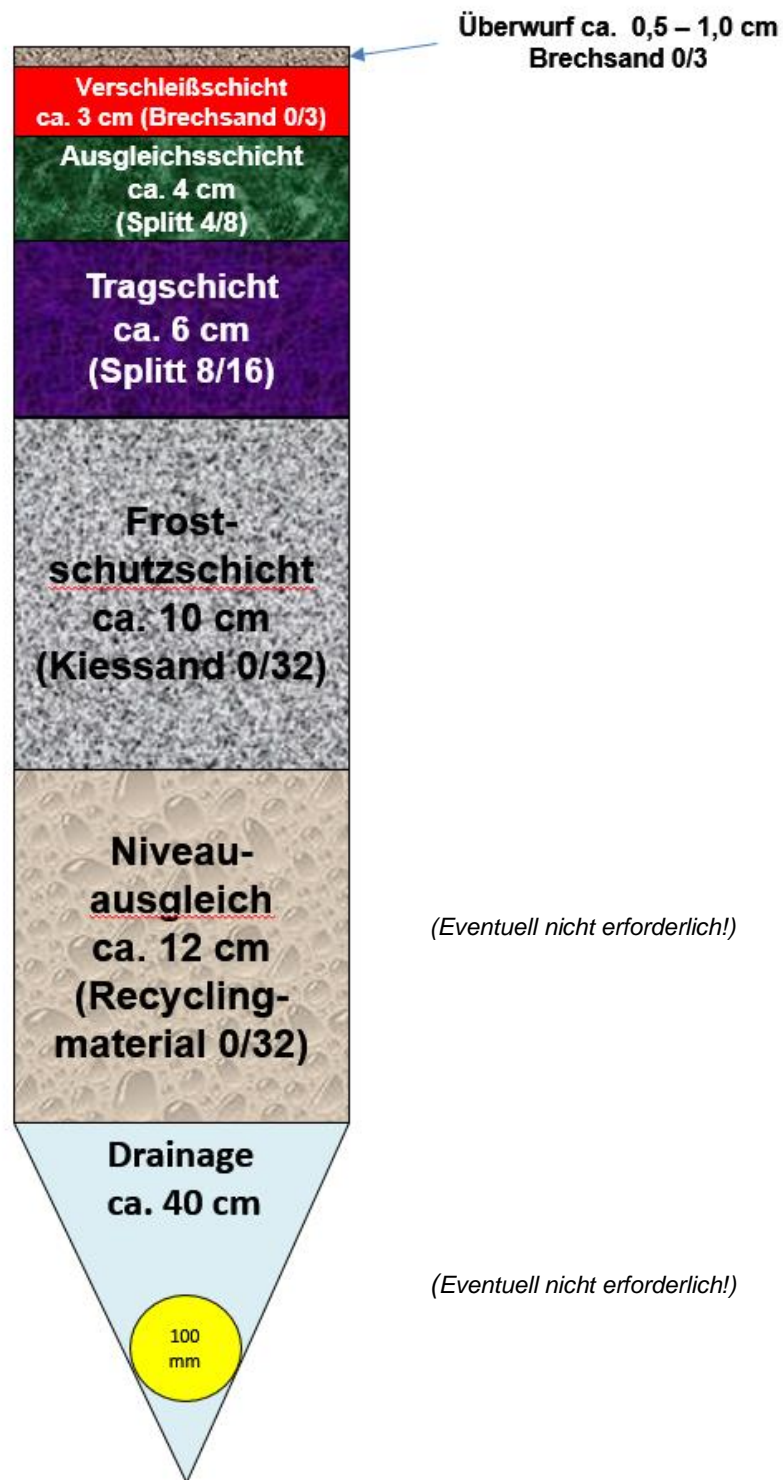 Überwurf ca. 0,5 – 1,0 cm
Brechsand 0/3
Verschleißschicht
ca. 3 cm (Brechsand 0/3)
Ausgleichsschicht
ca. 4 cm
(Splitt 4/8)
Tragschicht
ca. 6 cm
(Splitt 8/16)
Frost-
schutzschicht
ca. 10 cm
(Kiessand 0/32)
Niveau-
ausgleich
ca. 12 cm
(Recycling-
material 0/32)
(Eventuell nicht erforderlich!)
Drainage
ca. 40 cm
(Eventuell nicht erforderlich!)
100
mm